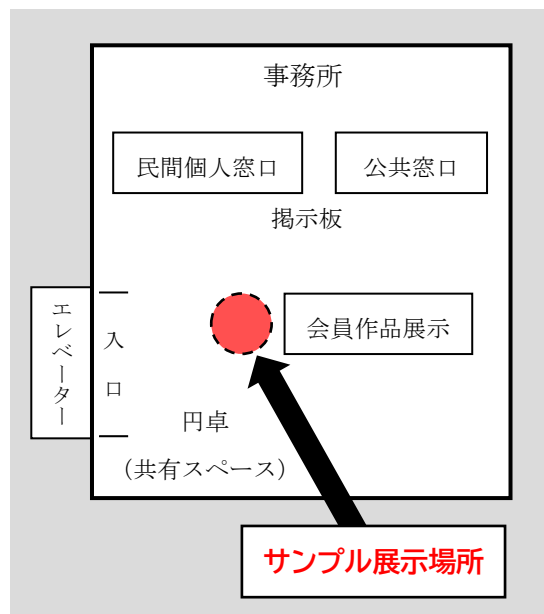 事務所
民間個人窓口
公共窓口
掲示板
エレベーター
入口
会員作品展示
円卓
（共有スペース）
サンプル展示場所